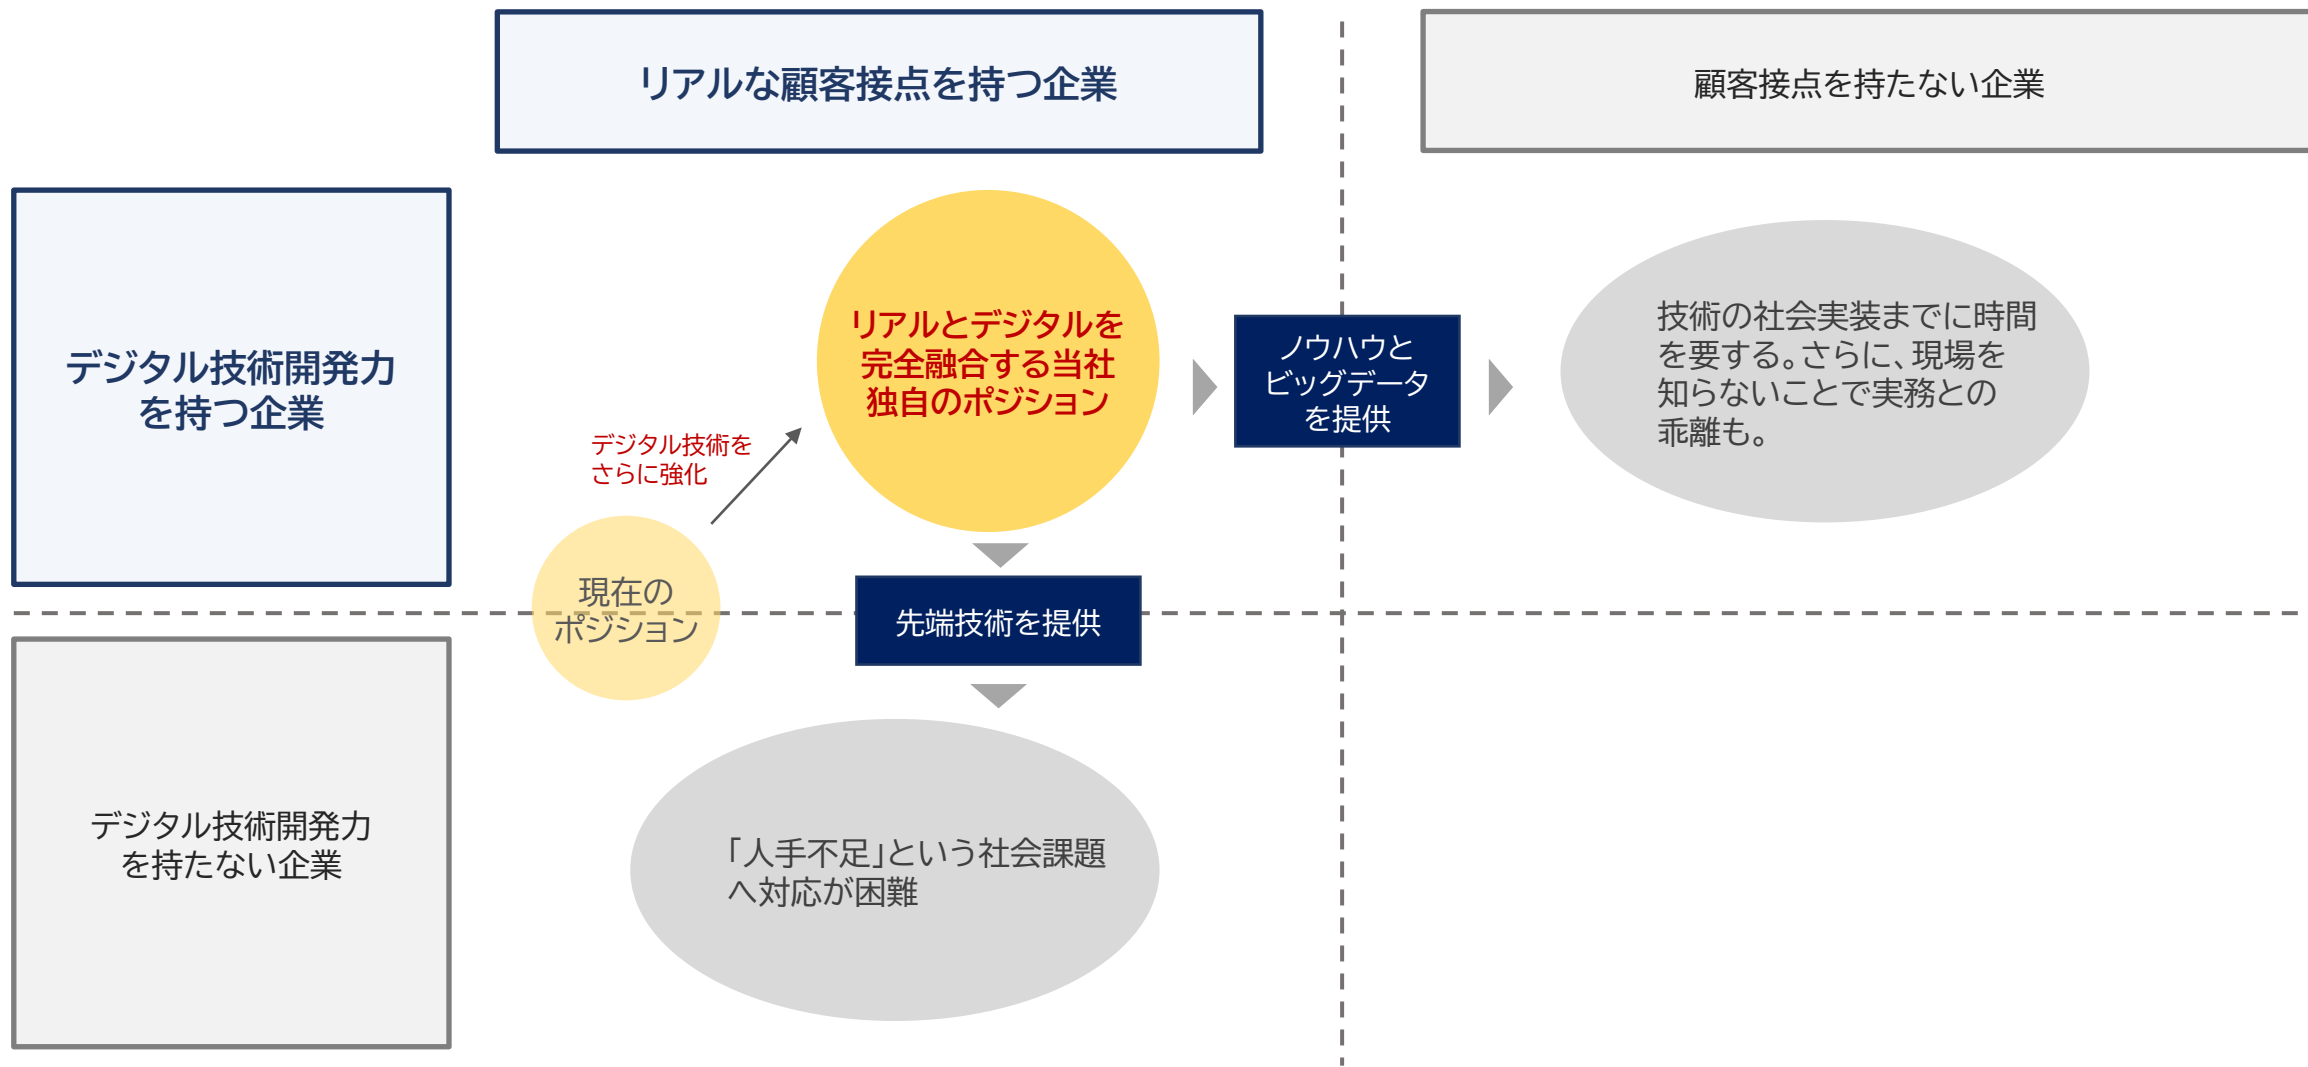 リアルな顧客接点を持つ企業
顧客接点を持たない企業
デジタル技術開発力
を持つ企業
リアルとデジタルを
完全融合する当社
独自のポジション
ノウハウと
ビッグデータ
を提供
技術の社会実装までに時間
を要する。さらに、現場を
知らないことで実務との
乖離も。
デジタル技術を
さらに強化
現在の
ポジション
先端技術を提供
デジタル技術開発力
を持たない企業
「人手不足」という社会課題
へ対応が困難